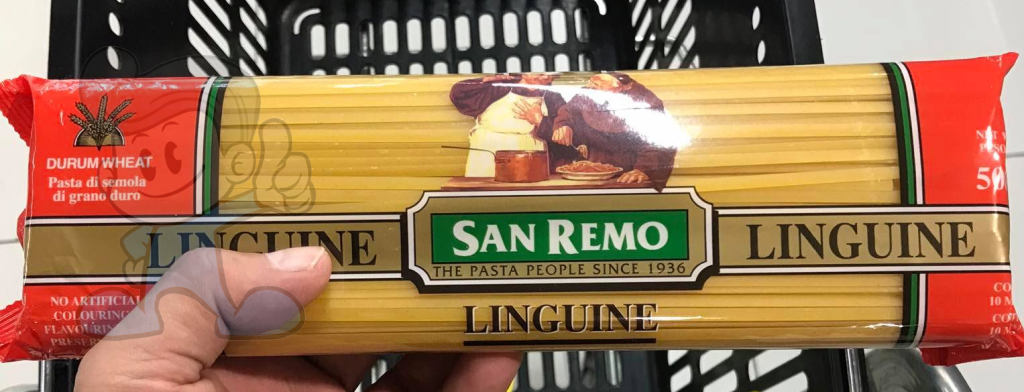 DURUM WHEAT
Pasta di semola
di grano duro
LINGUINE
NO ARTIFICIAL
COLOURING
SAN REMO
THE PASTA PEOPLE SINCE 1936
LINGUINE
LINGUINE